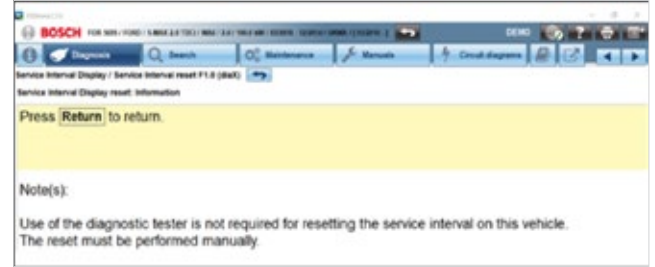 BOSCH
DEMO
Diagnosis
Search
Maintenance
Manuals
Circuit diagrams
Service Interval Display / Service Interval reset F1.0 (diaX)
Service Interval Display reset: Information
Press Return to return.
Note(s):
Use of the diagnostic tester is not required for resetting the service interval on this vehicle.
The reset must be performed manually.